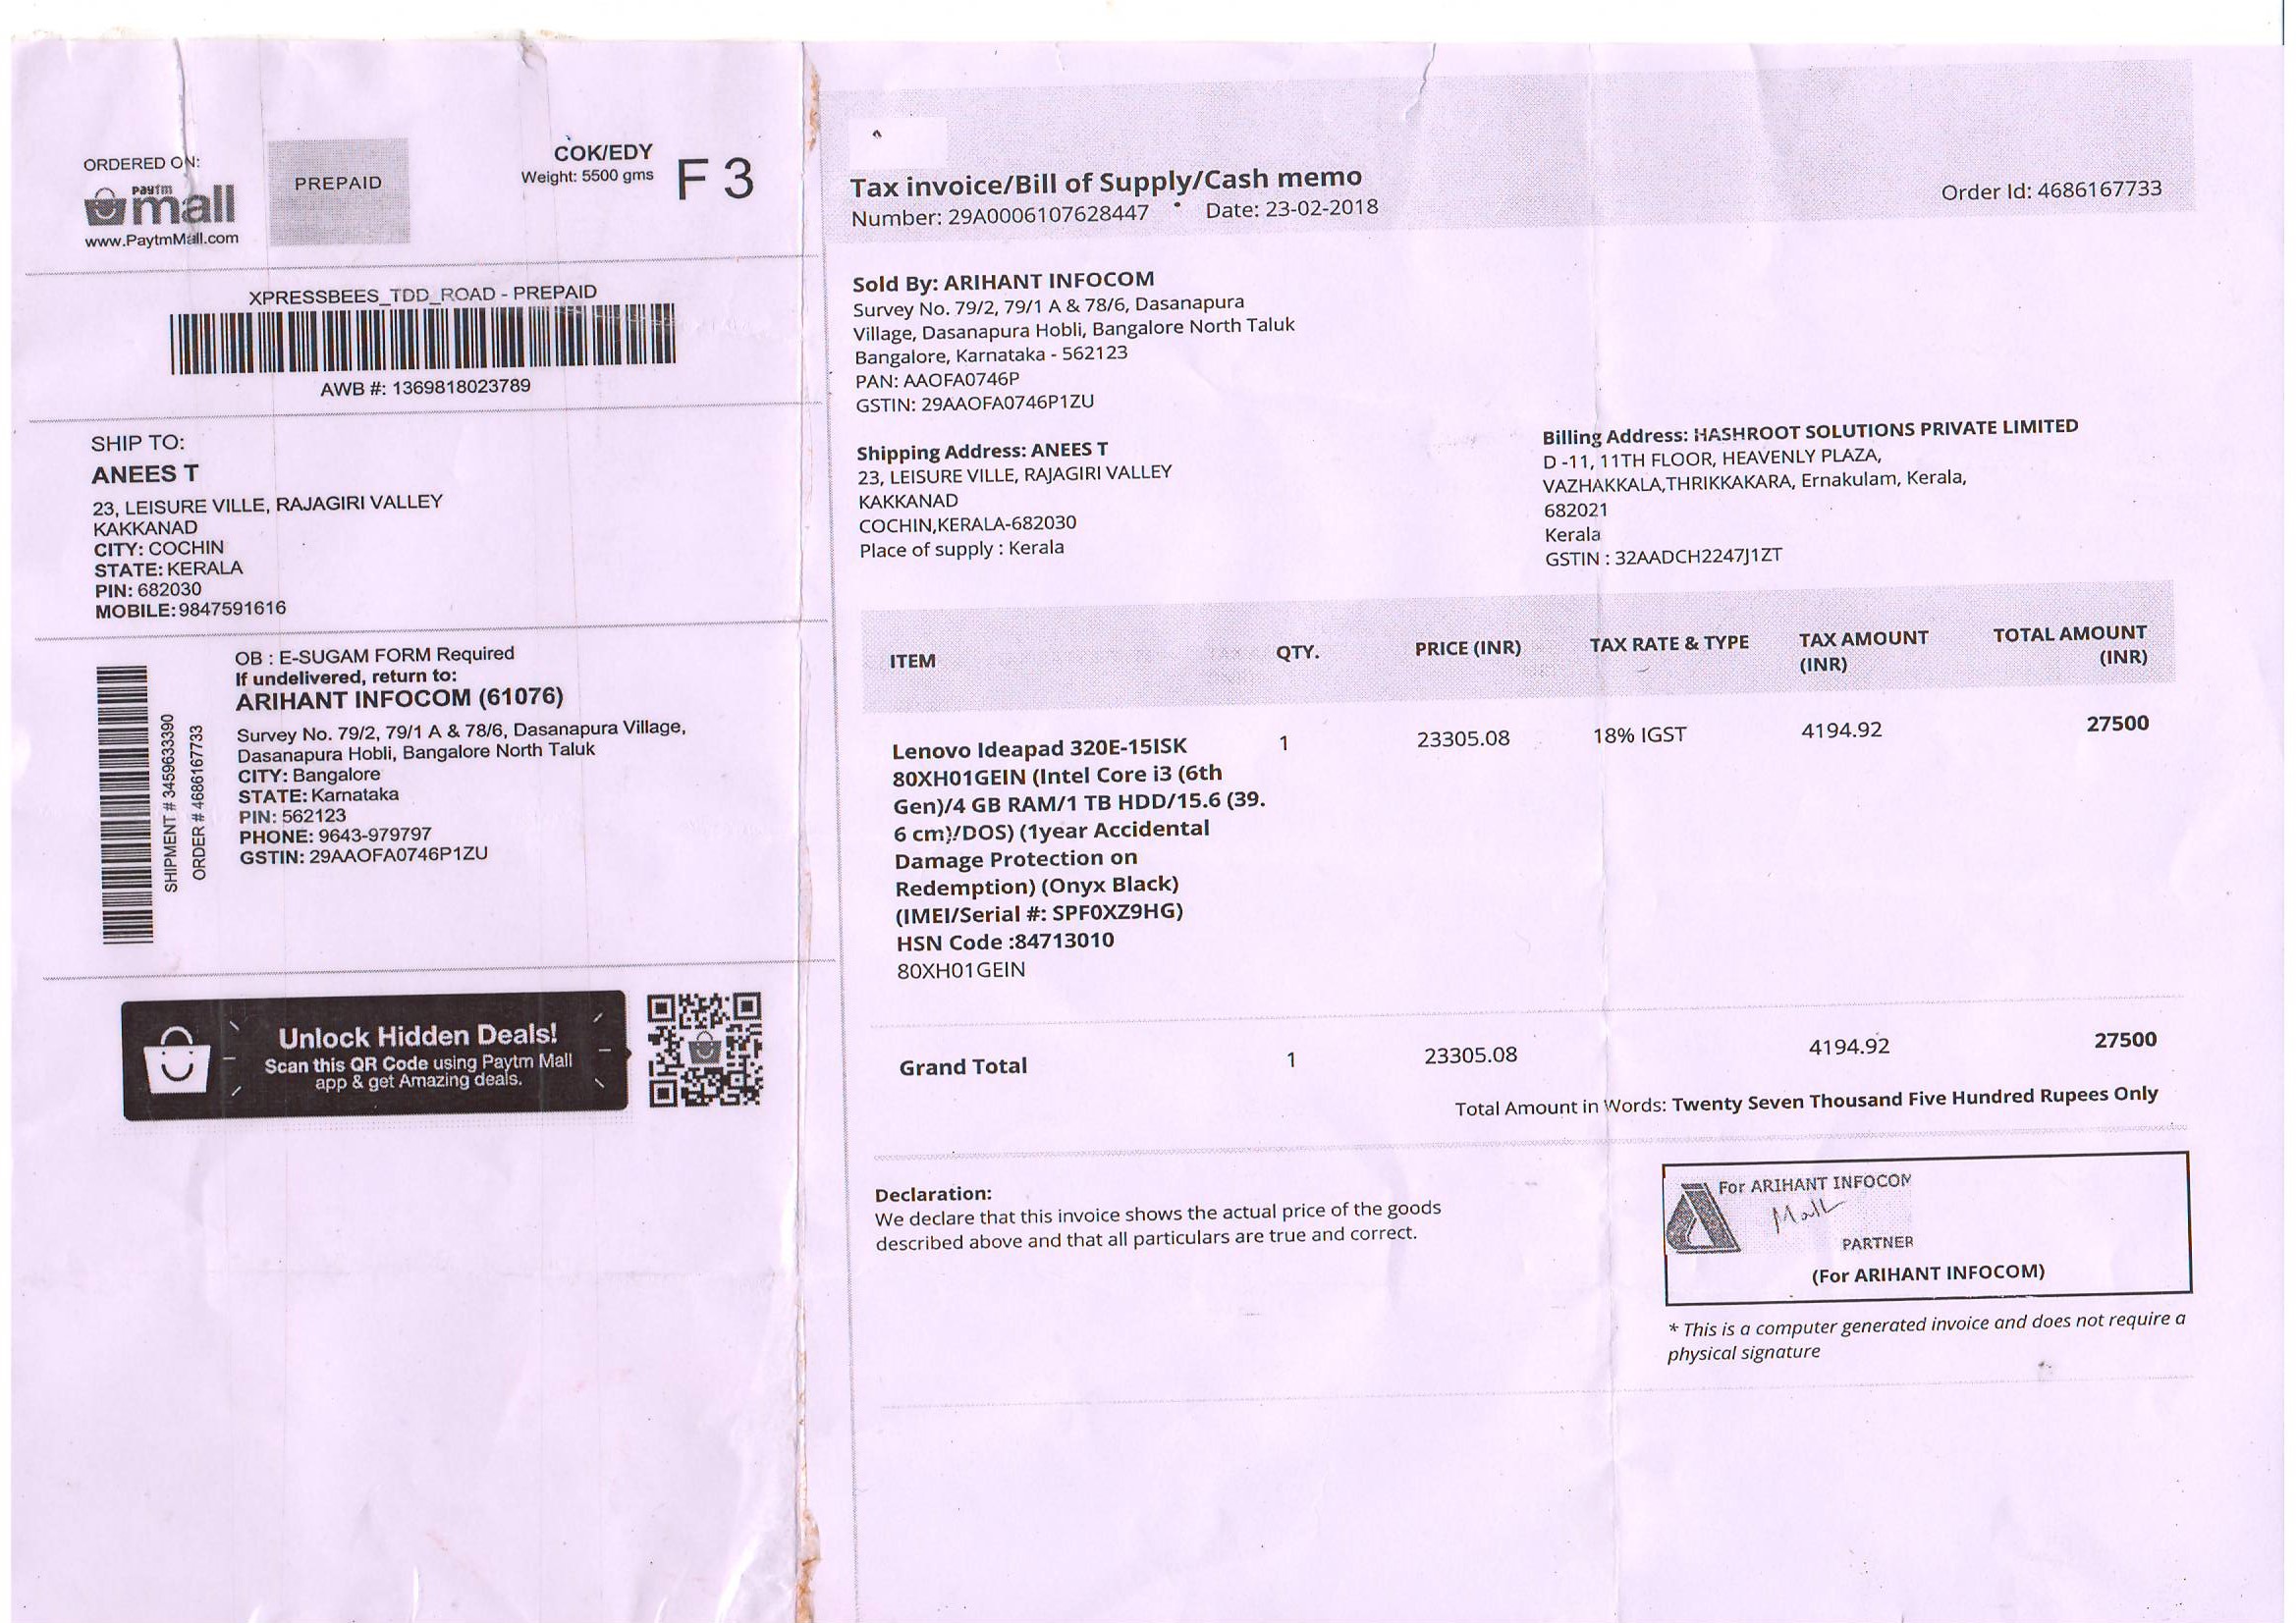 ORDERED ON:
paytm
mall
www.PaytmMall.com
PREPAID
COK/EDY
Weight: 5500 gms
F 3
XPRESSBEES_TDD_ROAD - PREPAID
AWB #: 1369818023789
SHIP TO:
ANEES T
23, LEISURE VILLE, RAJAGIRI VALLEY
KAKKANAD
CITY: COCHIN
STATE: KERALA
PIN: 682030
MOBILE: 9847591616
SHIPMENT # 3459633390
ORDER # 4686167733
OB : E-SUGAM FORM Required
If undelivered, return to:
ARIHANT INFOCOM (61076)
Survey No. 79/2, 79/1 A & 78/6, Dasanapura Village,
Dasanapura Hobli, Bangalore North Taluk
CITY: Bangalore
STATE: Karnataka
PIN: 562123
PHONE: 9643-979797
GSTIN: 29AAOFA0746P1ZU
Unlock Hidden Deals!
Scan this QR Code using Paytm Mall
app & get Amazing deals.
Tax invoice/Bill of Supply/Cash memo
Number: 29A0006107628447 Date: 23-02-2018
Order Id: 4686167733
Sold By: ARIHANT INFOCOM
Survey No. 79/2, 79/1 A & 78/6, Dasanapura
Village, Dasanapura Hobli, Bangalore North Taluk
Bangalore, Karnataka - 562123
PAN: AAOFA0746P
GSTIN: 29AAOFA0746P1ZU
Shipping Address: ANEES T
23, LEISURE VILLE, RAJAGIRI VALLEY
KAKKANAD
COCHIN,KERALA-682030
Place of supply : Kerala
Billing Address: HASHROOT SOLUTIONS PRIVATE LIMITED
D -11, 11TH FLOOR, HEAVENLY PLAZA,
VAZHAKKALA,THRIKKAKARA, Ernakulam, Kerala,
682021
Kerala
GSTIN : 32AADCH2247J1ZT
ITEM QTY. PRICE (INR) TAX RATE & TYPE TAX AMOUNT (INR) TOTAL AMOUNT (INR)
Lenovo Ideapad 320E-15ISK 1 23305.08 18% IGST 4194.92 27500
80XH01GEIN (Intel Core i3 (6th
Gen)/4 GB RAM/1 TB HDD/15.6 (39.
6 cm)/DOS) (1year Accidental
Damage Protection on
Redemption) (Onyx Black)
(IMEI/Serial #: SPF0XZ9HG)
HSN Code :84713010
80XH01GEIN
Grand Total 1 23305.08 4194.92 27500
Total Amount in Words: Twenty Seven Thousand Five Hundred Rupees Only
Declaration:
We declare that this invoice shows the actual price of the goods
described above and that all particulars are true and correct.
For ARIHANT INFOCOM
PARTNER
(For ARIHANT INFOCOM)
* This is a computer generated invoice and does not require a
physical signature